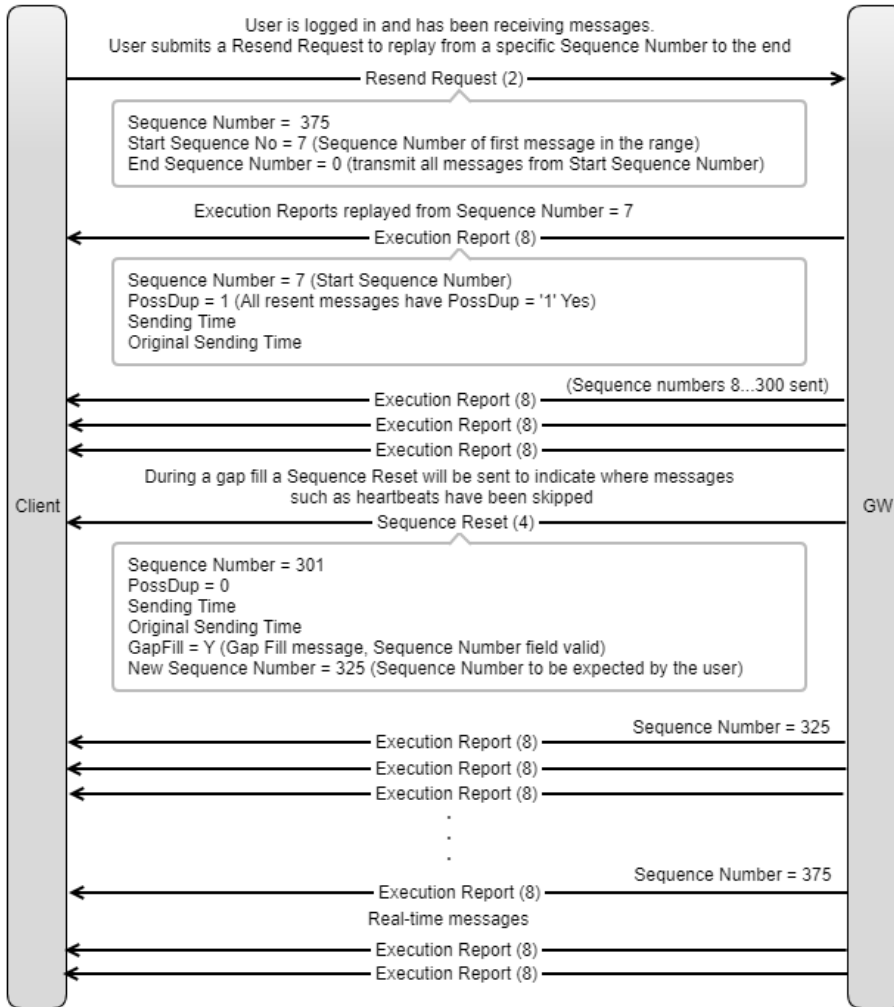 User is logged in and has been receiving messages.
User submits a Resend Request to replay from a specific Sequence Number to the end
Resend Request (2)
Sequence Number = 375
Start Sequence No = 7 (Sequence Number of first message in the range)
End Sequence Number = 0 (transmit all messages from Start Sequence Number)
Execution Reports replayed from Sequence Number = 7
Execution Report (8)
Sequence Number = 7 (Start Sequence Number)
PossDup = 1 (All resent messages have PossDup = '1' Yes)
Sending Time
Original Sending Time
(Sequence numbers 8...300 sent)
Execution Report (8)
Execution Report (8)
Execution Report (8)
During a gap fill a Sequence Reset will be sent to indicate where messages
such as heartbeats have been skipped
Client
GW
Sequence Reset (4)
Sequence Number = 301
PossDup = 0
Sending Time
Original Sending Time
GapFill = Y (Gap Fill message, Sequence Number field valid)
New Sequence Number = 325 (Sequence Number to be expected by the user)
Sequence Number = 325
Execution Report (8)
Execution Report (8)
Execution Report (8)
.
.
.
Sequence Number = 375
Execution Report (8)
Real-time messages
Execution Report (8)
Execution Report (8)